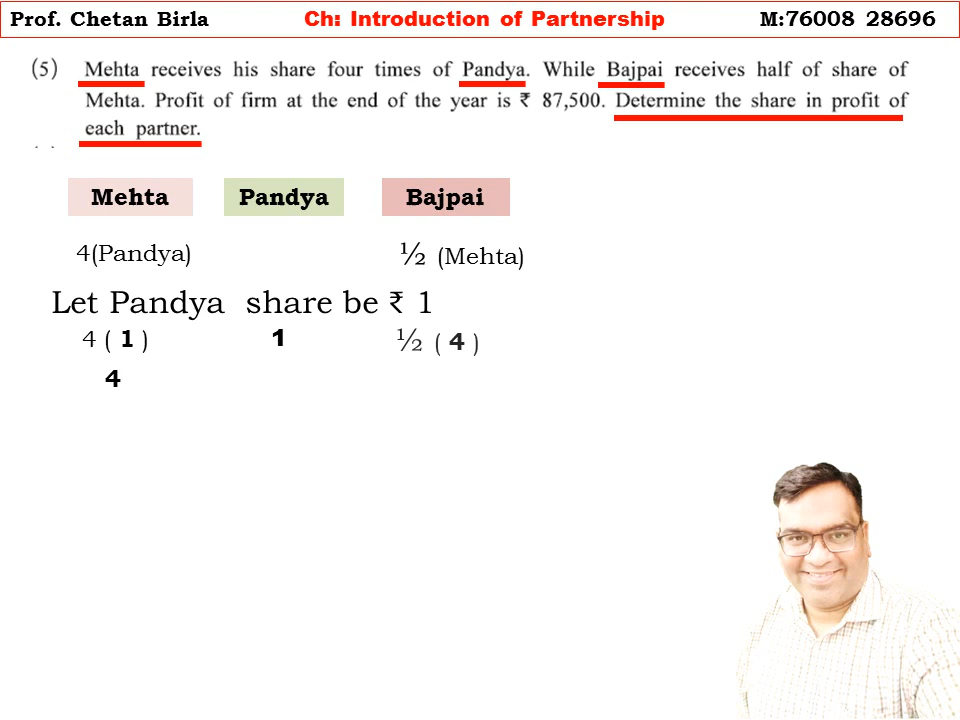 Prof. Chetan Birla Ch: Introduction of Partnership M:76008 28696
(5) Mehta receives his share four times of Pandya. While Bajpai receives half of share of
Mehta. Profit of firm at the end of the year is ₹ 87,500. Determine the share in profit of
each partner.
Mehta Pandya Bajpai
4(Pandya) ½ (Mehta)
Let Pandya share be ₹ 1
4 ( 1 ) 1 ½ ( 4 )
4